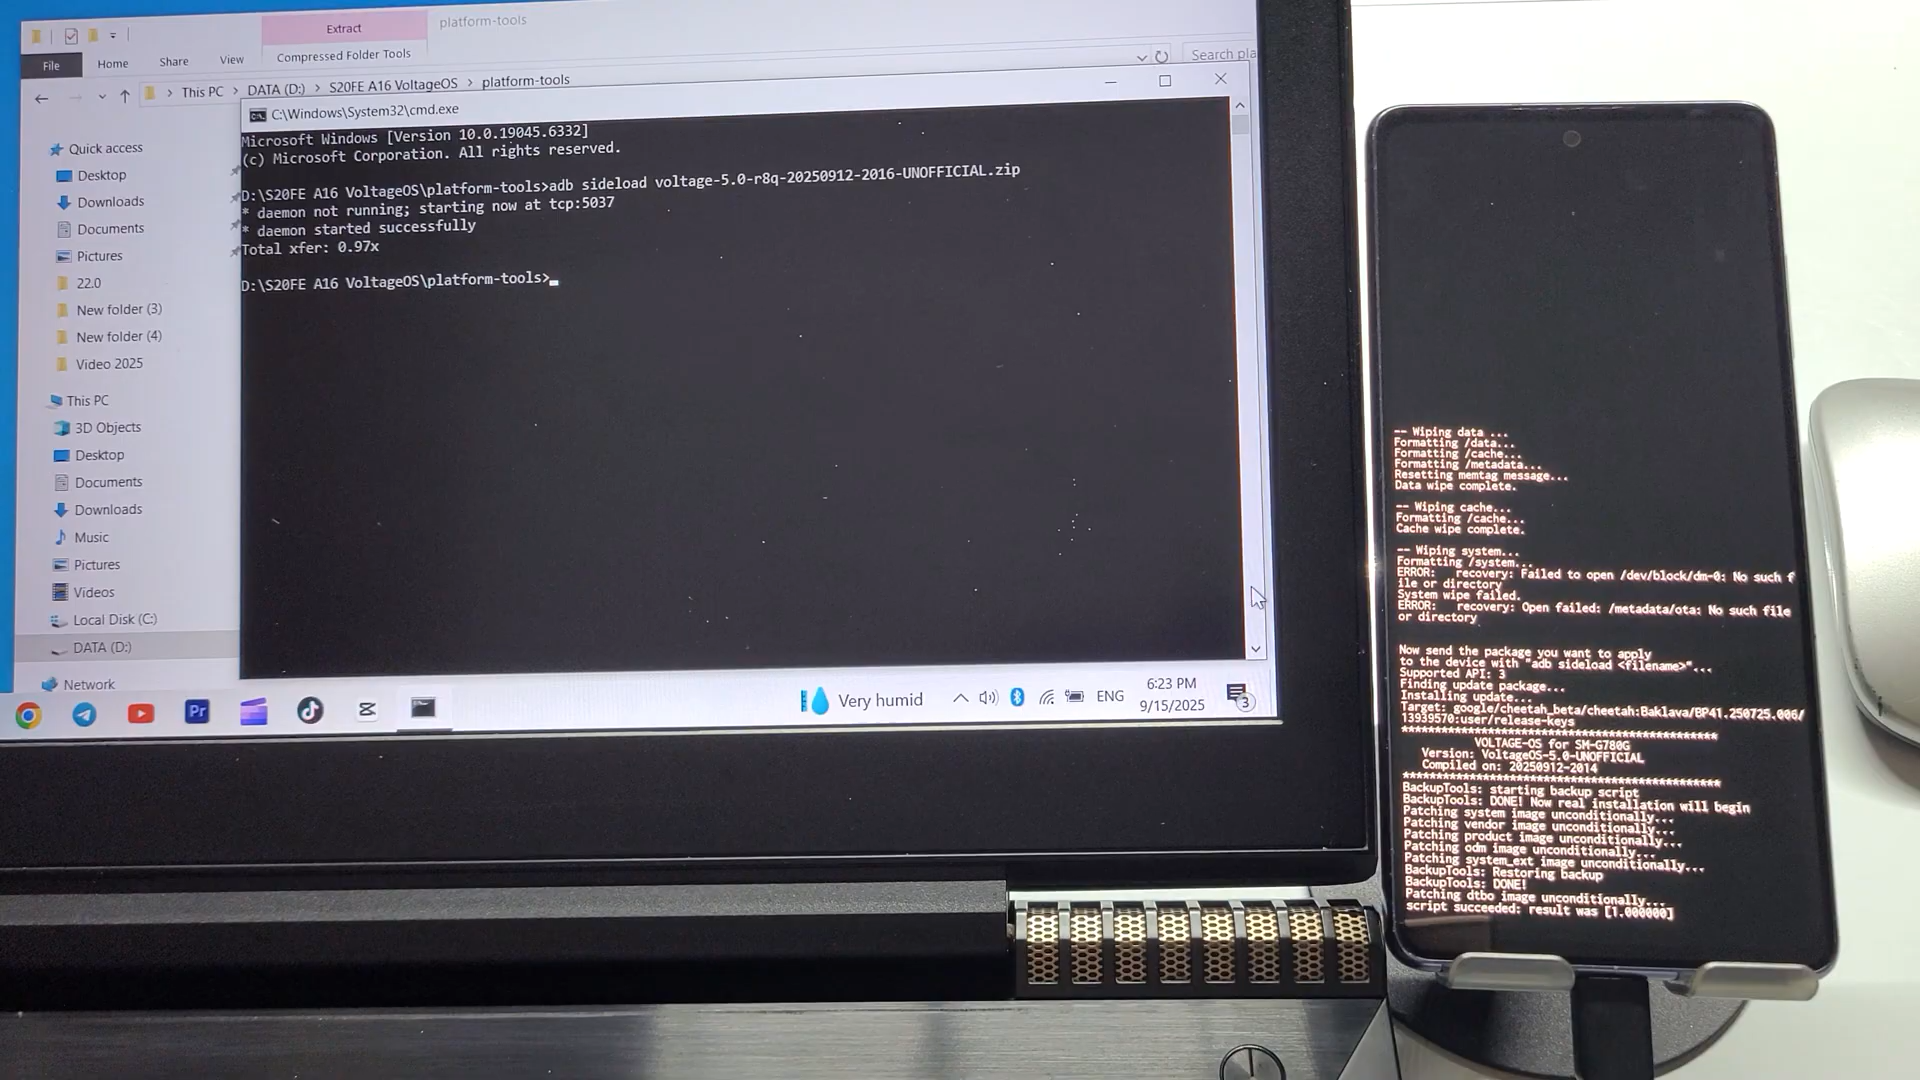 Extract
platform-tools
File
Home
Share
View
Compressed Folder Tools
This PC
DATA (D:)
S20FE A16 VoltageOS
platform-tools
Search pla
C:\Windows\System32\cmd.exe
Microsoft Windows [Version 10.0.19045.6332]
(c) Microsoft Corporation. All rights reserved.
D:\S20FE A16 VoltageOS\platform-tools>adb sideload voltage-5.0-r8q-20250912-2016-UNOFFICIAL.zip
* daemon not running; starting now at tcp:5037
* daemon started successfully
Total xfer: 0.97x
D:\S20FE A16 VoltageOS\platform-tools>
Quick access
Desktop
Downloads
Documents
Pictures
22.0
New folder (3)
New folder (4)
Video 2025
This PC
3D Objects
Desktop
Documents
Downloads
Music
Pictures
Videos
Local Disk (C:)
DATA (D:)
Network
Pr
Very humid
ENG
6:23 PM
9/15/2025
3
-- Wiping data ...
Formatting /data...
Formatting /cache...
Formatting /metadata...
Resetting memtag message...
Data wipe complete.
-- Wiping cache...
Formatting /cache...
Cache wipe complete.
-- Wiping system...
Formatting /system...
ERROR: recovery: Failed to open /dev/block/dm-0: No such f
ile or directory
System wipe failed.
ERROR: recovery: Open failed: /metadata/ota: No such file
or directory
Now send the package you want to apply
to the device with "adb sideload <filename>"...
Supported API: 3
Finding update package...
Installing update...
Target: google/cheetah_beta/cheetah:Baklava/BP41.250725.006/
13939570:user/release-keys
****************************************************
VOLTAGE-OS for SM-G780G
Version: VoltageOS-5.0-UNOFFICIAL
Compiled on: 20250912-2014
****************************************************
BackupTools: starting backup script
BackupTools: DONE! Now real installation will begin
Patching system image unconditionally...
Patching vendor image unconditionally...
Patching product image unconditionally...
Patching odm image unconditionally...
Patching system_ext image unconditionally...
BackupTools: Restoring backup
BackupTools: DONE!
Patching dtbo image unconditionally...
script succeeded: result was [1.000000]